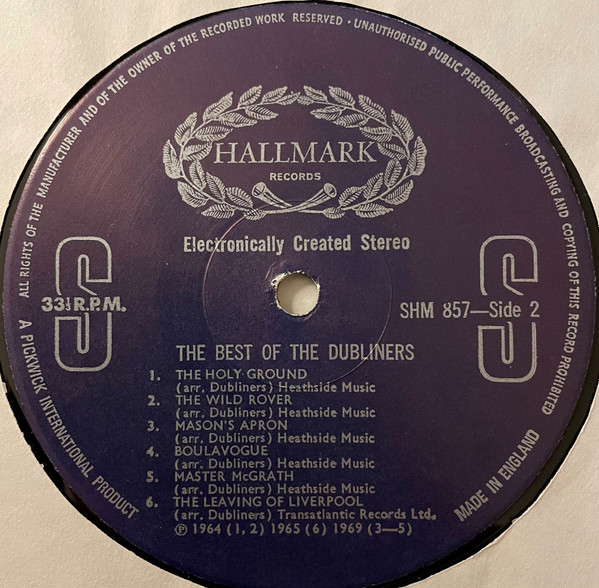 ALL RIGHTS OF THE MANUFACTURER AND OF THE OWNER OF THE RECORDED WORK RESERVED · UNAUTHORISED PUBLIC PERFORMANCE BROADCASTING AND COPYING OF THIS RECORD PROHIBITED
HALLMARK
RECORDS
Electronically Created Stereo
S
33⅓ R.P.M.
S
SHM 857—Side 2
THE BEST OF THE DUBLINERS
1. THE HOLY GROUND
(arr. Dubliners) Heathside Music
2. THE WILD ROVER
(arr. Dubliners) Heathside Music
3. MASON'S APRON
(arr. Dubliners) Heathside Music
4. BOULAVOGUE
(arr. Dubliners) Heathside Music
5. MASTER McGRATH
(arr. Dubliners) Heathside Music
6. THE LEAVING OF LIVERPOOL
(arr. Dubliners) Transatlantic Records Ltd.
℗ 1964 (1, 2) 1965 (6) 1969 (3—5)
A PICKWICK INTERNATIONAL PRODUCT
MADE IN ENGLAND